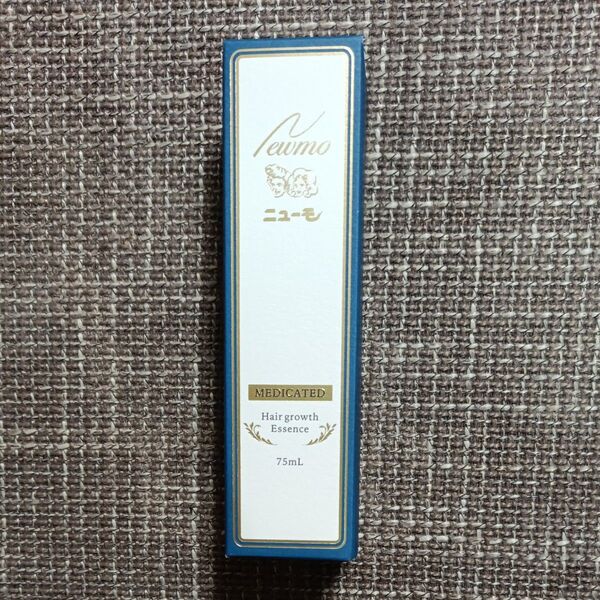 Newmo
ニューモ
MEDICATED
Hair growth
Essence
75mL